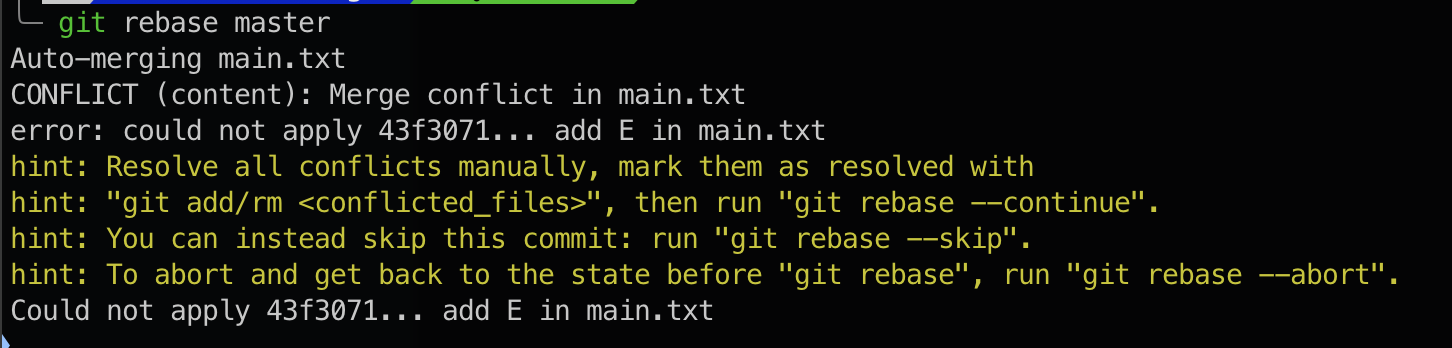 git rebase master
Auto-merging main.txt
CONFLICT (content): Merge conflict in main.txt
error: could not apply 43f3071... add E in main.txt
hint: Resolve all conflicts manually, mark them as resolved with
hint: "git add/rm <conflicted_files>", then run "git rebase --continue".
hint: You can instead skip this commit: run "git rebase --skip".
hint: To abort and get back to the state before "git rebase", run "git rebase --abort".
Could not apply 43f3071... add E in main.txt